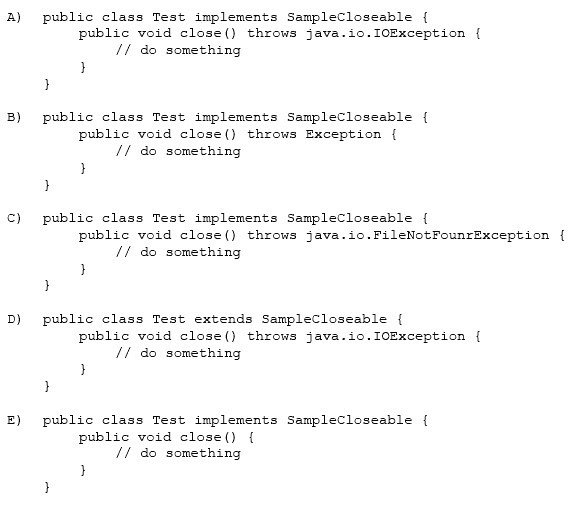 A) public class Test implements SampleCloseable {
public void close() throws java.io.IOException {
// do something
}
}
B) public class Test implements SampleCloseable {
public void close() throws Exception {
// do something
}
}
C) public class Test implements SampleCloseable {
public void close() throws java.io.FileNotFounrException {
// do something
}
}
D) public class Test extends SampleCloseable {
public void close() throws java.io.IOException {
// do something
}
}
E) public class Test implements SampleCloseable {
public void close() {
// do something
}
}